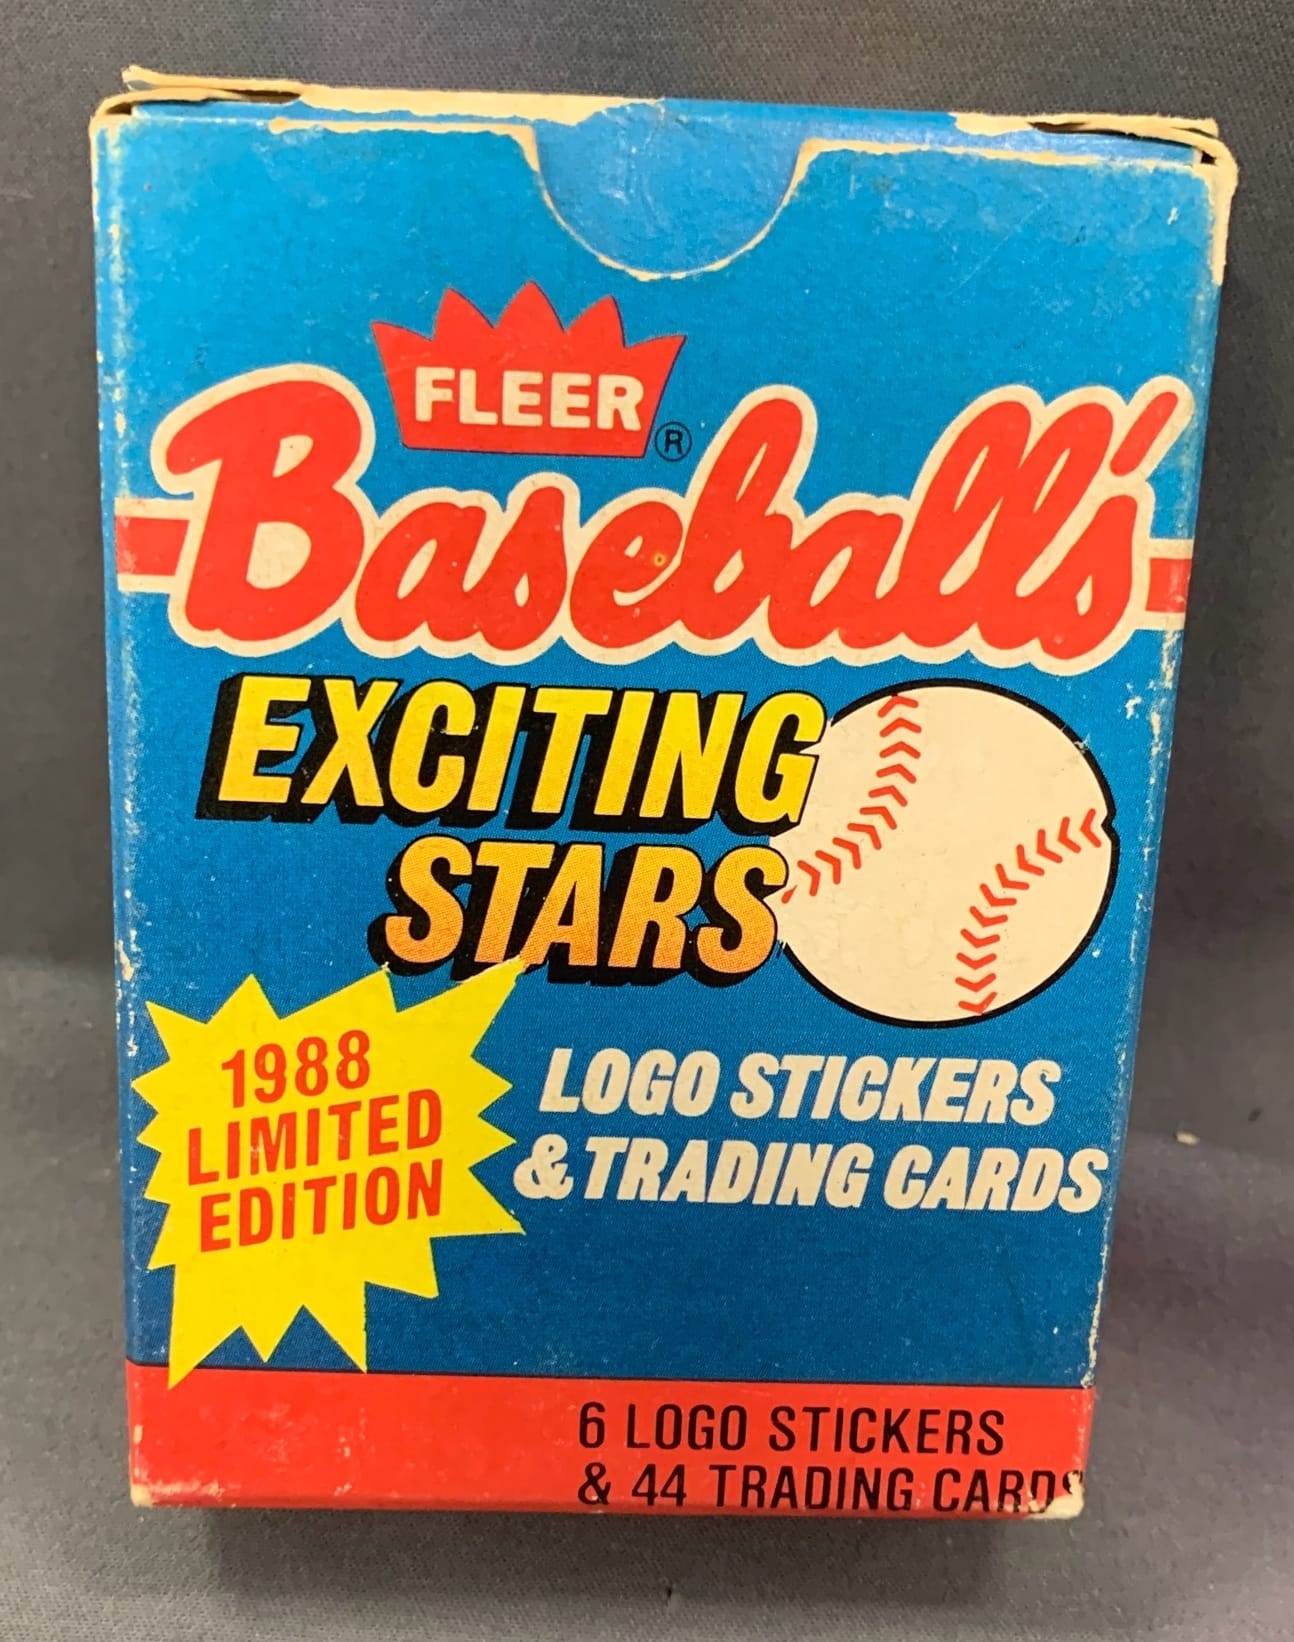 FLEER ®
Baseball's
EXCITING
STARS
1988
LIMITED
EDITION
LOGO STICKERS
& TRADING CARDS
6 LOGO STICKERS
& 44 TRADING CARDS